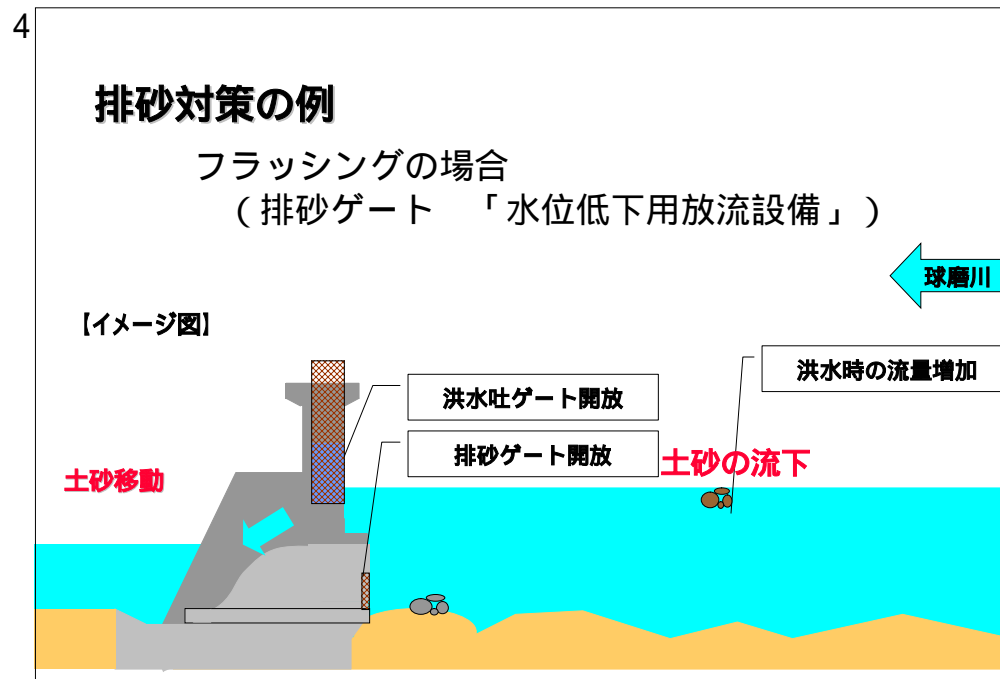 4
排砂対策の例
フラッシングの場合
(排砂ゲート 「水位低下用放流設備」)
球磨川
【イメージ図】
洪水時の流量増加
洪水吐ゲート開放
排砂ゲート開放
土砂の流下
土砂移動